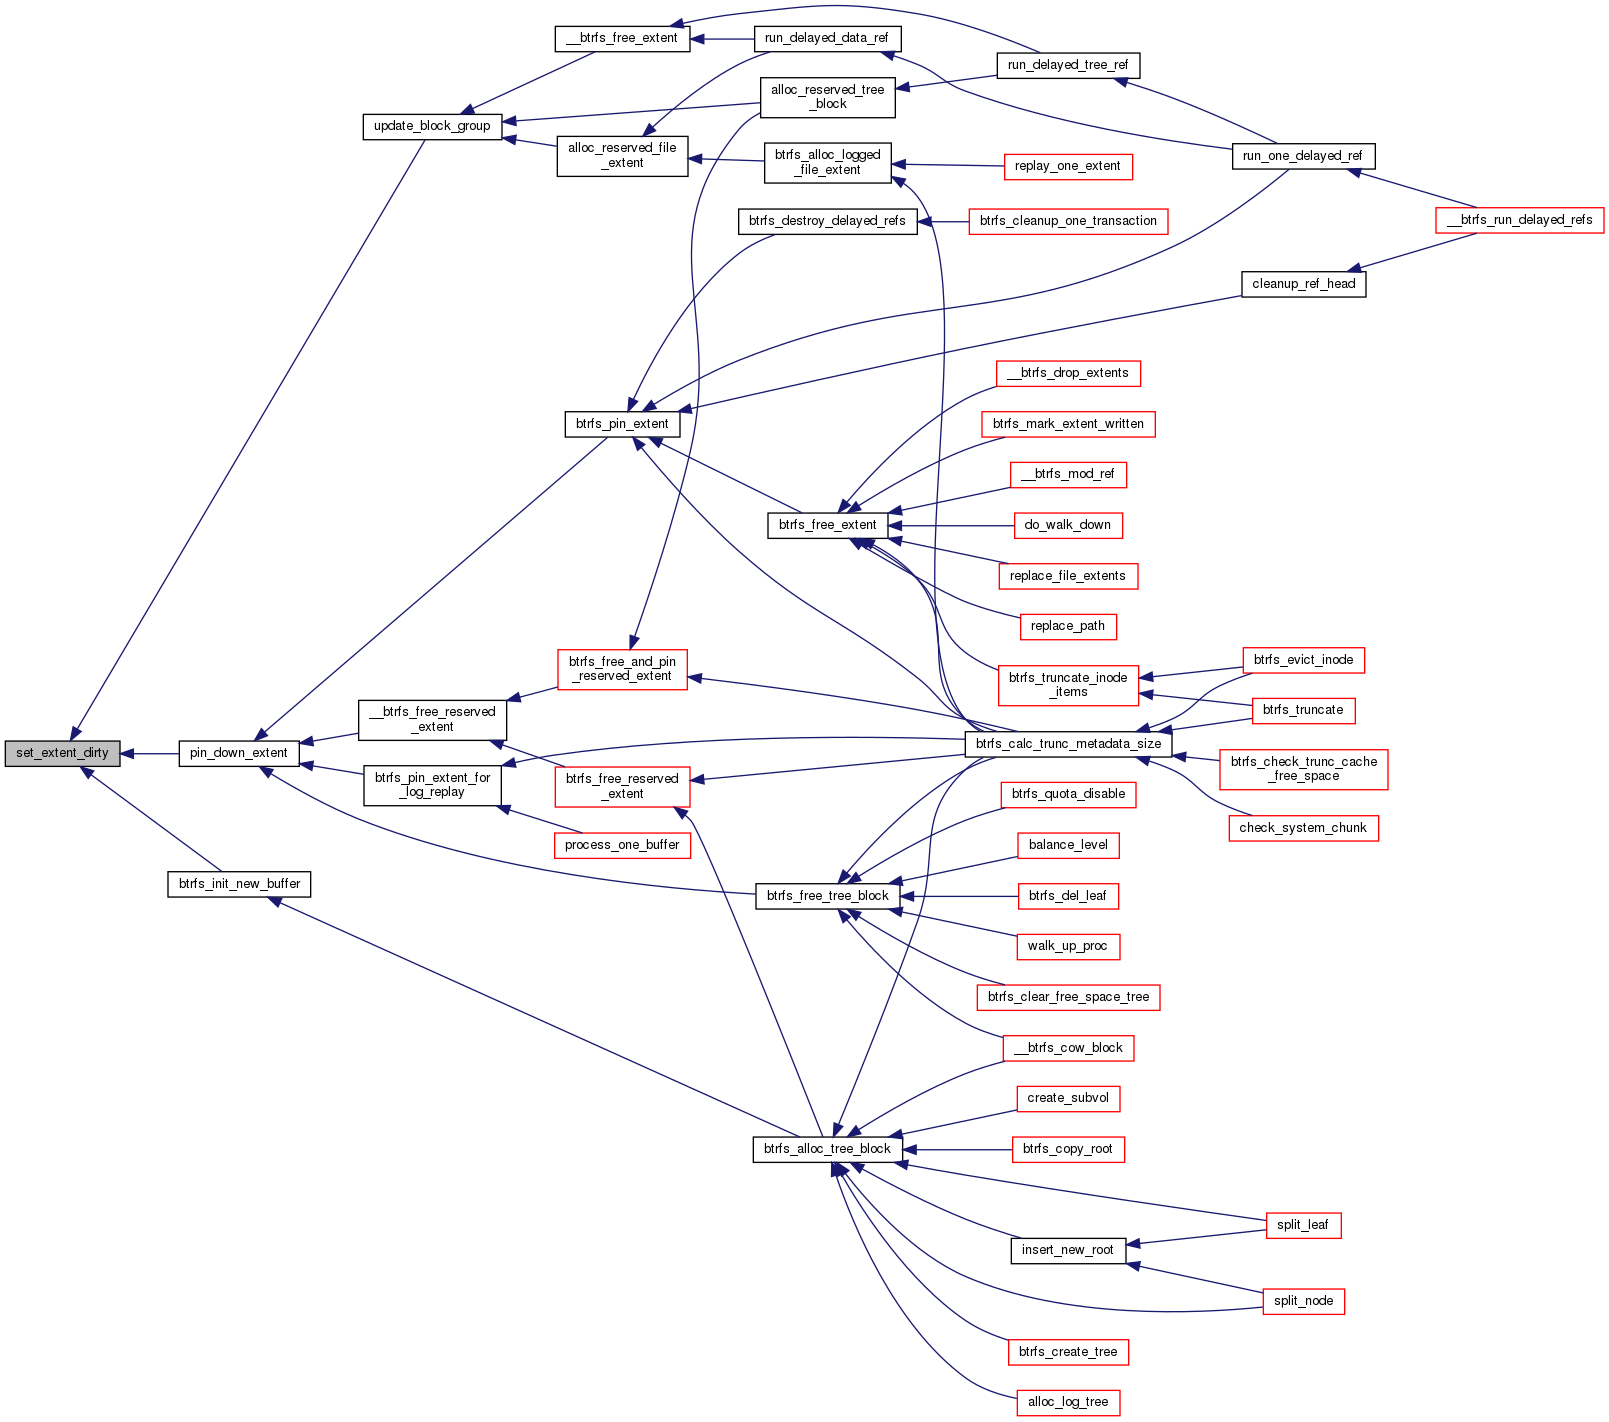 __btrfs_free_extent
run_delayed_data_ref
run_delayed_tree_ref
alloc_reserved_tree
_block
update_block_group
alloc_reserved_file
_extent
btrfs_alloc_logged
_file_extent
replay_one_extent
run_one_delayed_ref
btrfs_destroy_delayed_refs
btrfs_cleanup_one_transaction
__btrfs_run_delayed_refs
cleanup_ref_head
__btrfs_drop_extents
btrfs_pin_extent
btrfs_mark_extent_written
__btrfs_mod_ref
btrfs_free_extent
do_walk_down
replace_file_extents
replace_path
btrfs_free_and_pin
_reserved_extent
btrfs_truncate_inode
_items
btrfs_evict_inode
btrfs_truncate
__btrfs_free_reserved
_extent
set_extent_dirty
pin_down_extent
btrfs_calc_trunc_metadata_size
btrfs_check_trunc_cache
_free_space
btrfs_pin_extent_for
_log_replay
btrfs_free_reserved
_extent
btrfs_quota_disable
check_system_chunk
process_one_buffer
balance_level
btrfs_init_new_buffer
btrfs_free_tree_block
btrfs_del_leaf
walk_up_proc
btrfs_clear_free_space_tree
__btrfs_cow_block
create_subvol
btrfs_alloc_tree_block
btrfs_copy_root
split_leaf
insert_new_root
split_node
btrfs_create_tree
alloc_log_tree